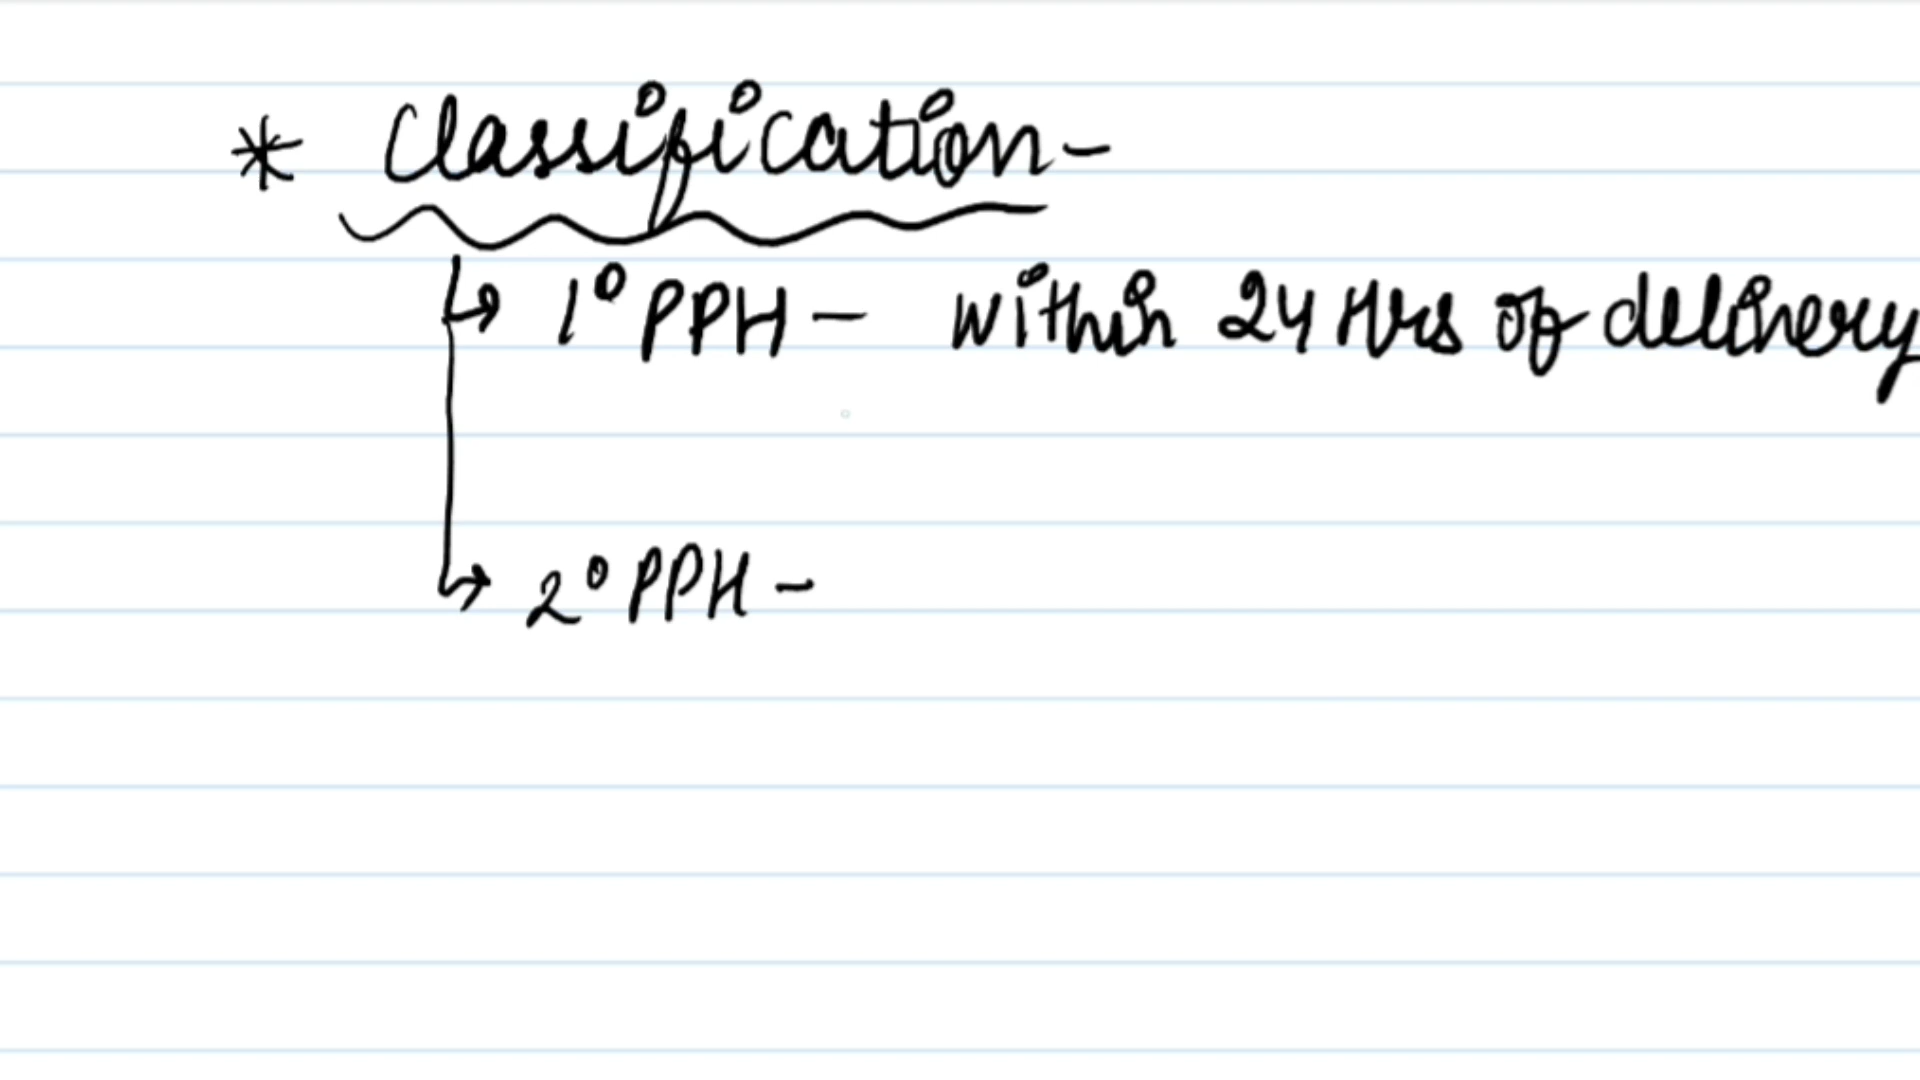 * Classification -
↳ 1° PPH - within 24 Hrs of delivery
↳ 2° PPH -